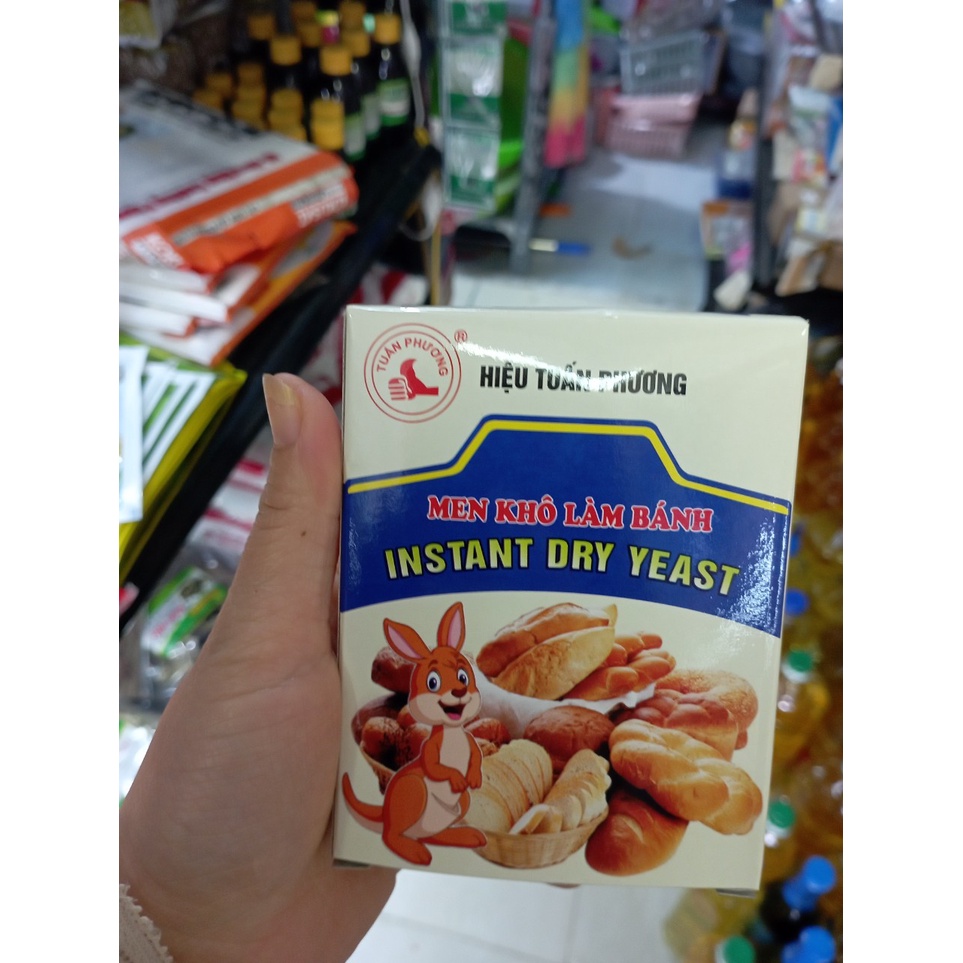 TUẤN PHƯƠNG
®
HIỆU TUẤN PHƯƠNG
MEN KHÔ LÀM BÁNH
INSTANT DRY YEAST